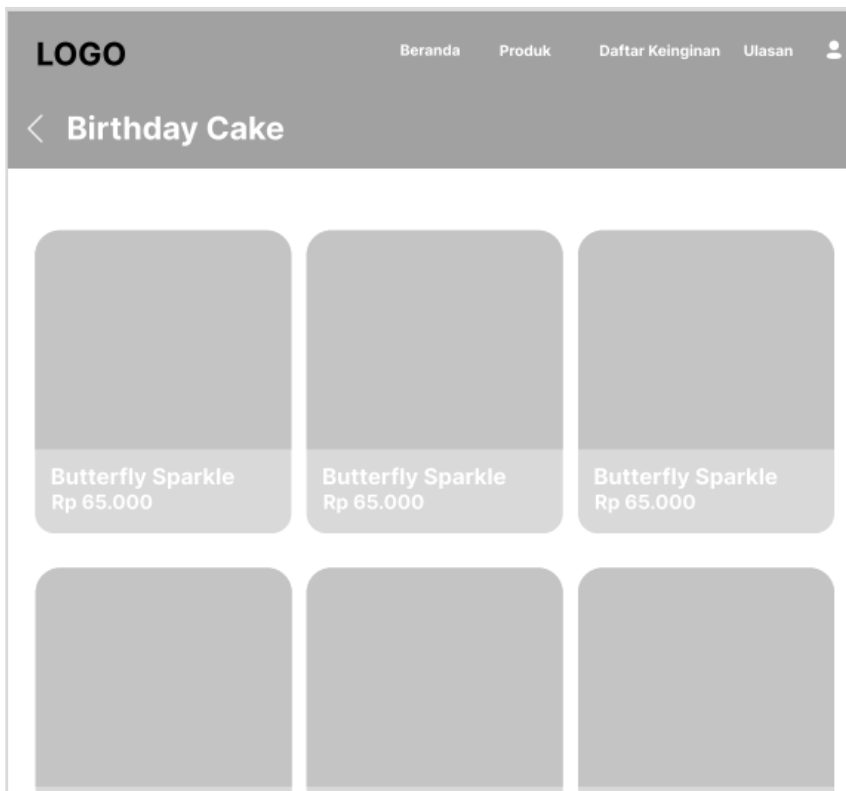 LOGO
Beranda Produk Daftar Keinginan Ulasan
Birthday Cake
Butterfly Sparkle
Rp 65.000
Butterfly Sparkle
Rp 65.000
Butterfly Sparkle
Rp 65.000